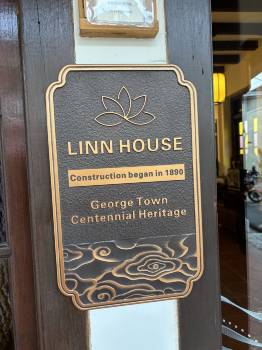 LINN HOUSE
Construction began in 1890
George Town
Centennial Heritage